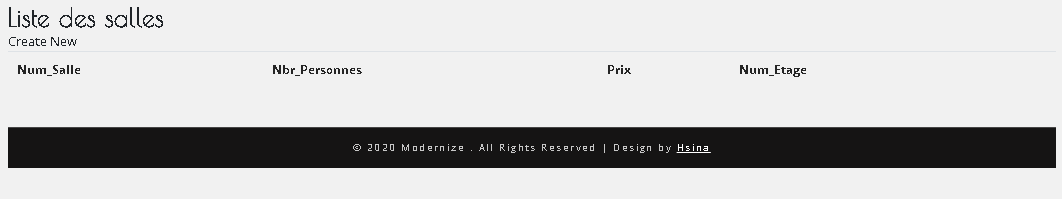 Liste des salles
Create New
Num_Salle Nbr_Personnes Prix Num_Etage
© 2020 Modernize . All Rights Reserved | Design by Hsina